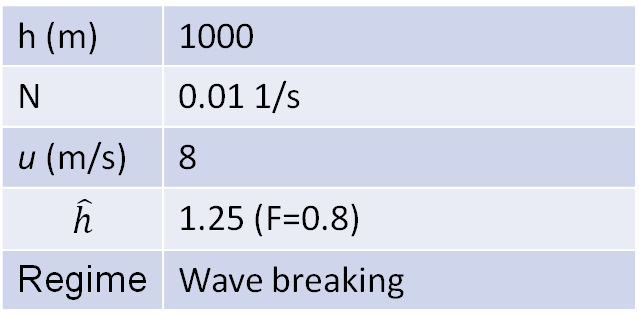 h (m) 1000
N 0.01 1/s
u (m/s) 8
ĥ 1.25 (F=0.8)
Regime Wave breaking